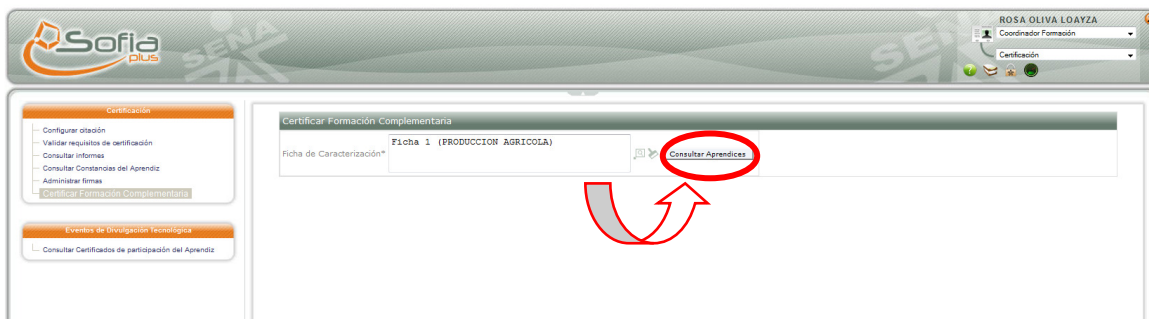 Sofia
plus
SENA
SENA
ROSA OLIVA LOAYZA
Coordinador Formación
Certificación
Certificación
Configurar citación
Validar requisitos de certificación
Consultar Informes
Consultar Constancias del Aprendiz
Administrar firmas
Certificar Formación Complementaria
Eventos de Divulgación Tecnológica
Consultar Certificados de participación del Aprendiz
Certificar Formación Complementaria
Ficha de Caracterización*
Ficha 1 (PRODUCCION AGRICOLA)
Consultar Aprendices